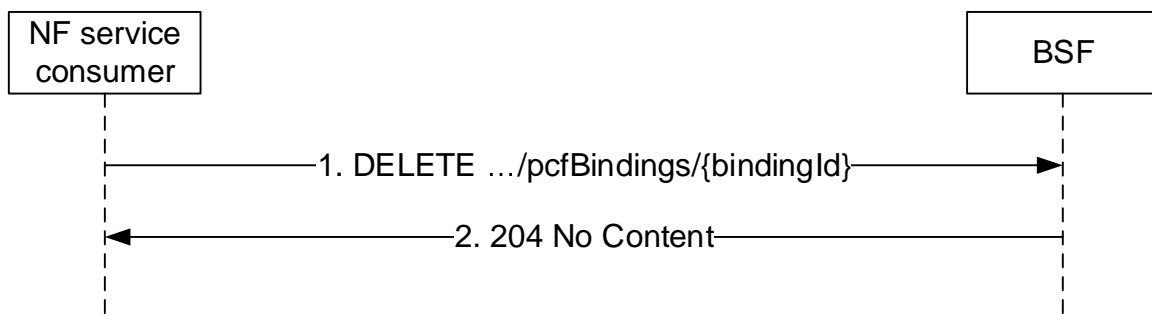 NF service
consumer
BSF
1. DELETE …/pcfBindings/{bindingId}
2. 204 No Content